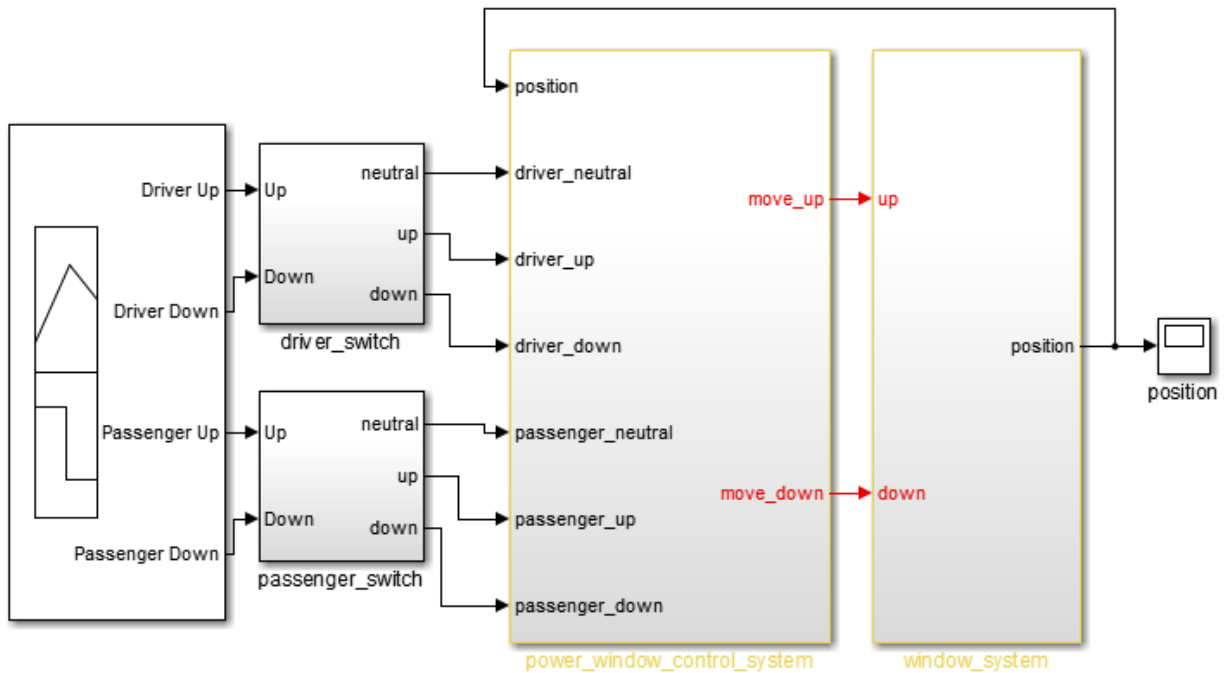 Driver Up
Driver Down
Passenger Up
Passenger Down
Up
Down
neutral
up
down
driver_switch
Up
Down
neutral
up
down
passenger_switch
position
driver_neutral
driver_up
driver_down
passenger_neutral
passenger_up
passenger_down
move_up
move_down
power_window_control_system
up
down
position
window_system
position